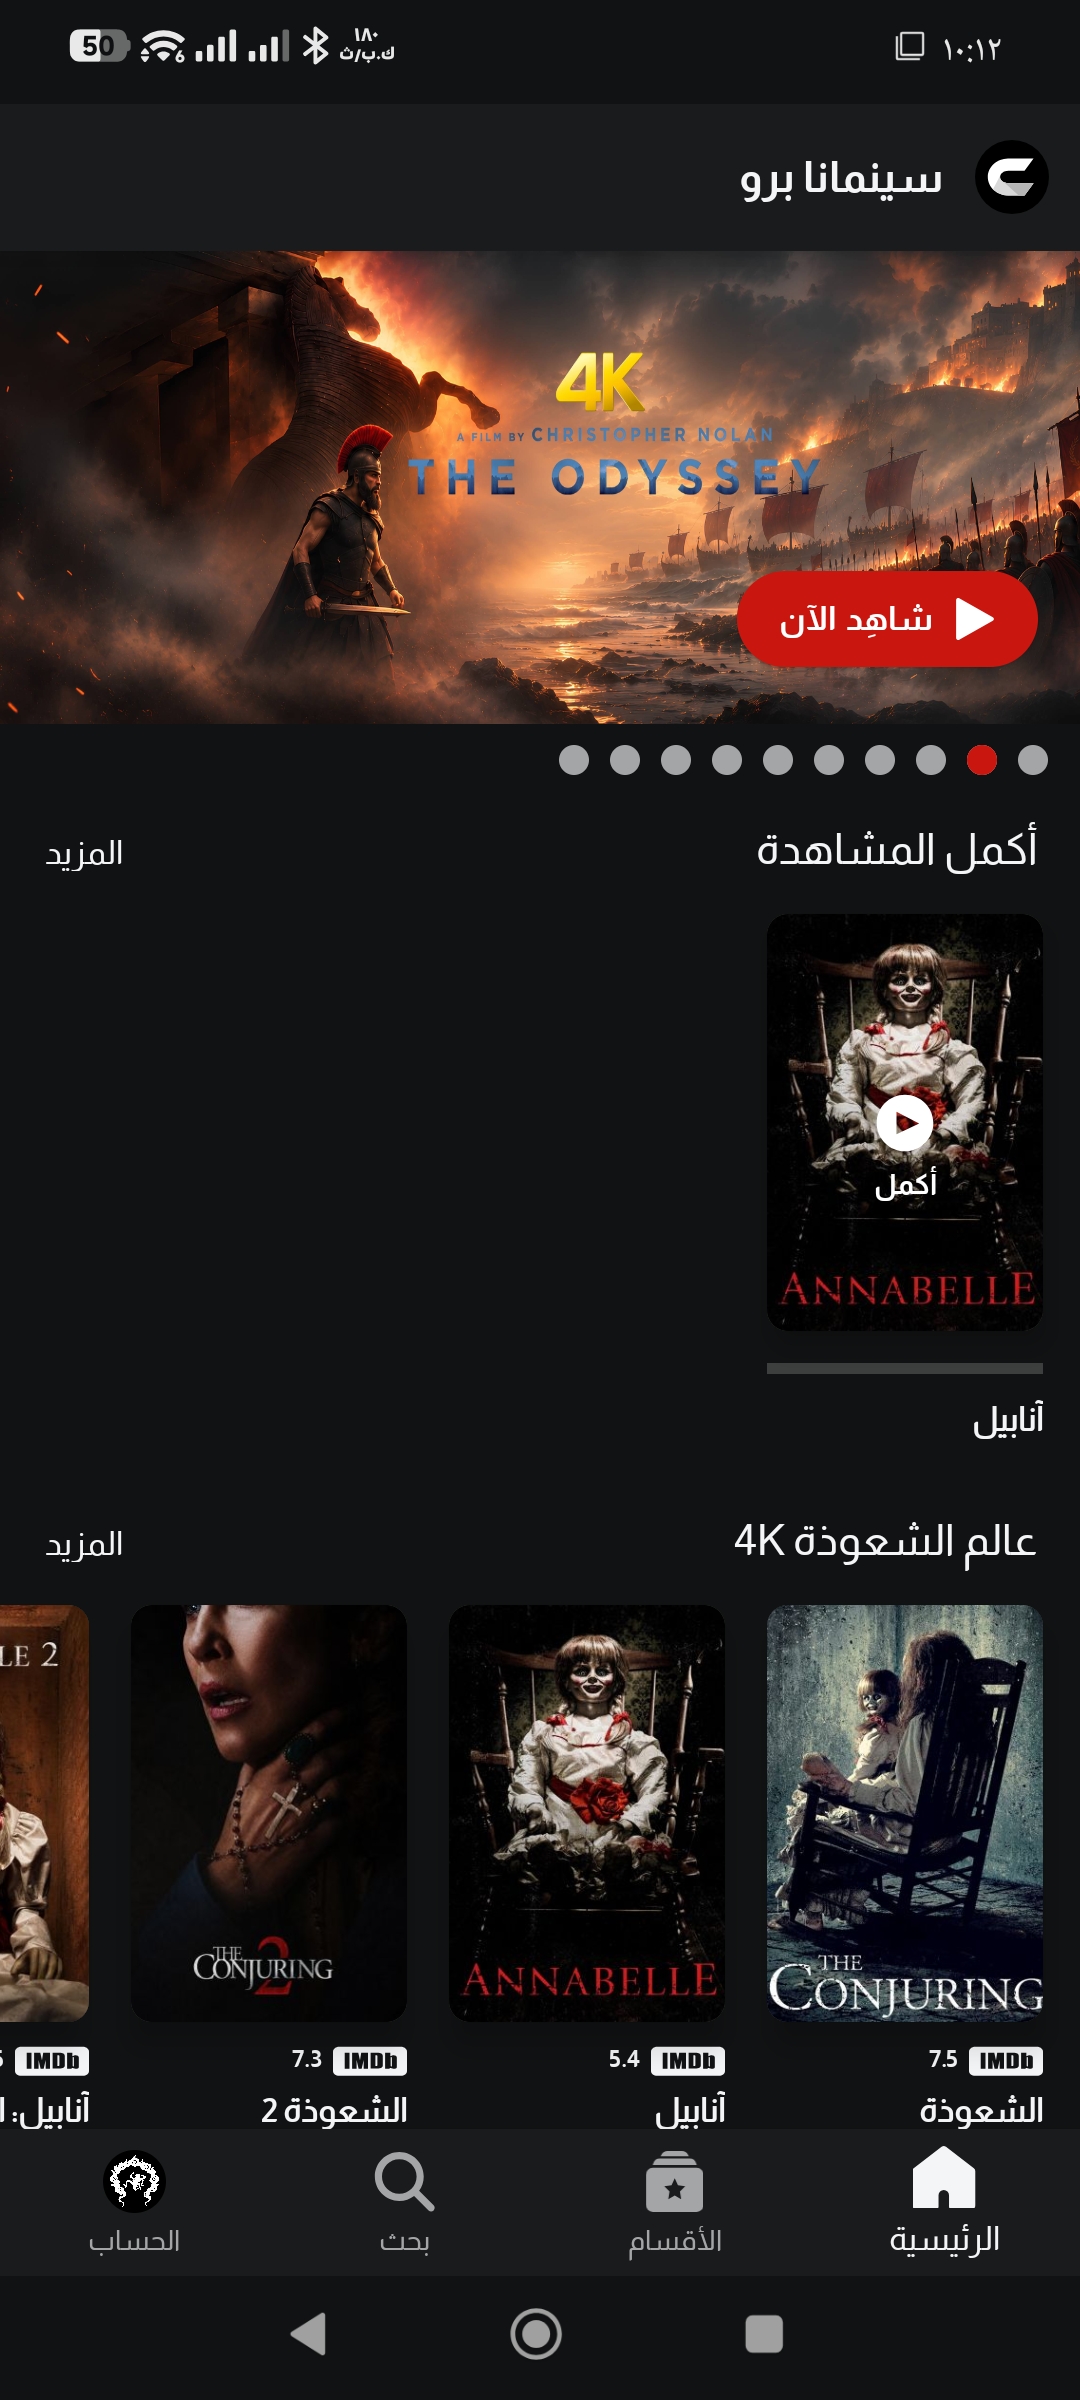 50
6
١٨٠
ك.ب/ث
١٠:١٢
سينمانا برو
4K
A FILM BY CHRISTOPHER NOLAN
THE ODYSSEY
شاهِد الآن
أكمل المشاهدة
المزيد
أكمل
ANNABELLE
آنابيل
عالم الشعوذة 4K
المزيد
THE
CONJURING
ANNABELLE
THE
CONJURING 2
LE 2
7.5 IMDb
5.4 IMDb
7.3 IMDb
IMDb
الشعوذة
آنابيل
الشعوذة 2
آنابيل:
الرئيسية
الأقسام
بحث
الحساب